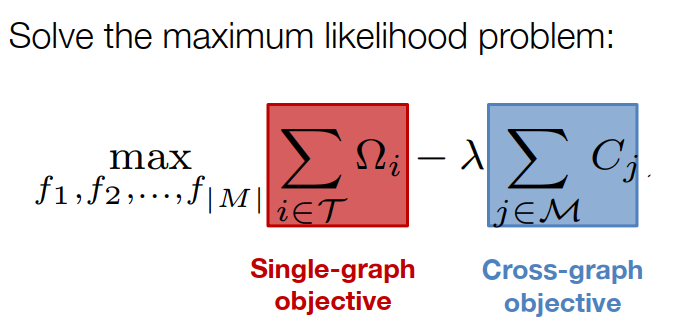 Solve the maximum likelihood problem:
max ∑ Ωᵢ − λ ∑ Cⱼ .
f₁,f₂,...,f|M| i∈𝒯 j∈ℳ
Single-graph Cross-graph
objective objective